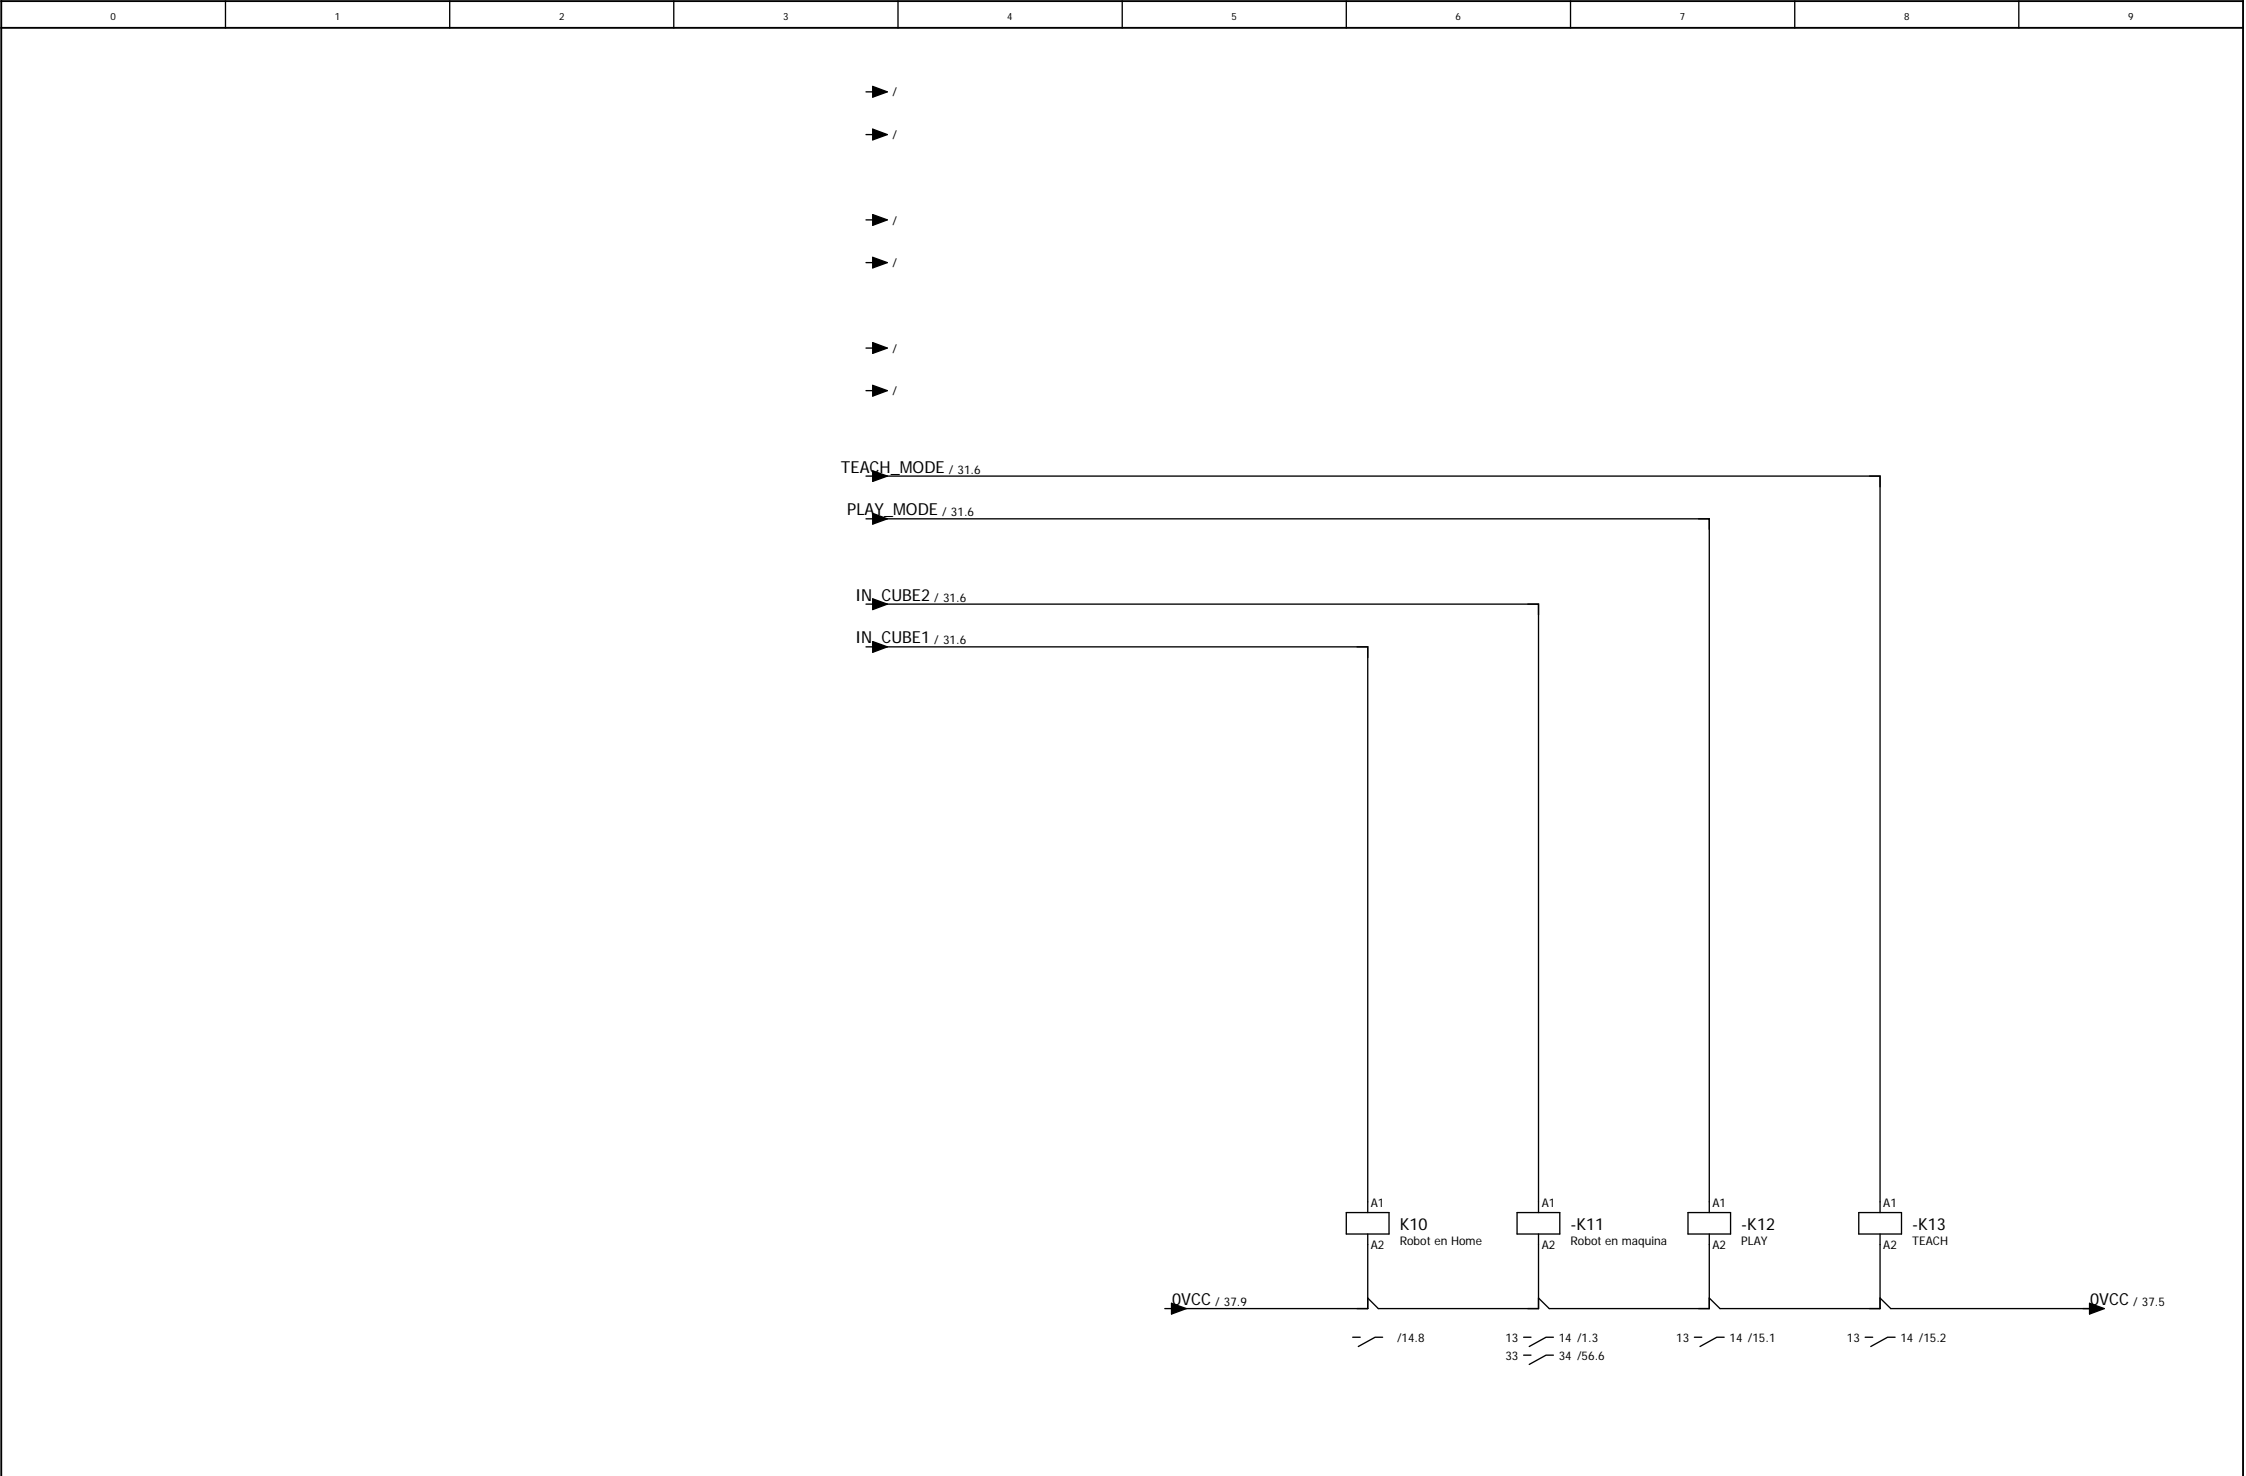 0 1 2 3 4 5 6 7 8 9
/
/
/
/
/
/
TEACH_MODE / 31.6
PLAY_MODE / 31.6
IN_CUBE2 / 31.6
IN_CUBE1 / 31.6
A1 A1 A1 A1
K10 -K11 -K12 -K13
A2 Robot en Home A2 Robot en maquina A2 PLAY A2 TEACH
0VCC / 37.9 0VCC / 37.5
/14.8 13 14 /1.3 13 14 /15.1 13 14 /15.2
33 34 /56.6